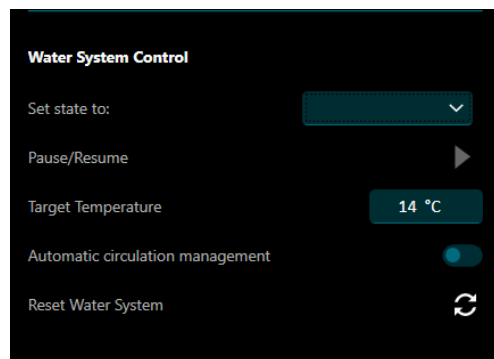 Water System Control
Set state to:
Pause/Resume
Target Temperature
14 °C
Automatic circulation management
Reset Water System